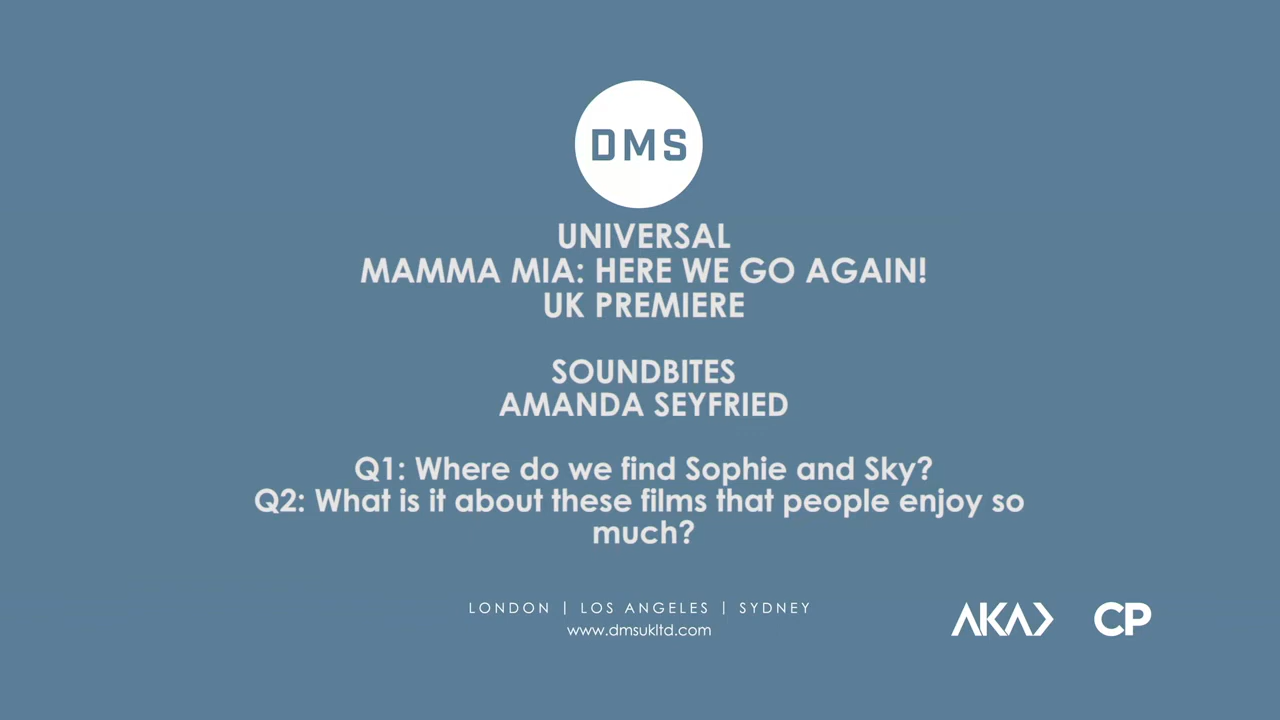 DMS
UNIVERSAL
MAMMA MIA: HERE WE GO AGAIN!
UK PREMIERE
SOUNDBITES
AMANDA SEYFRIED
Q1: Where do we find Sophie and Sky?
Q2: What is it about these films that people enjoy so
much?
LONDON | LOS ANGELES | SYDNEY
www.dmsukltd.com
AKA
CP